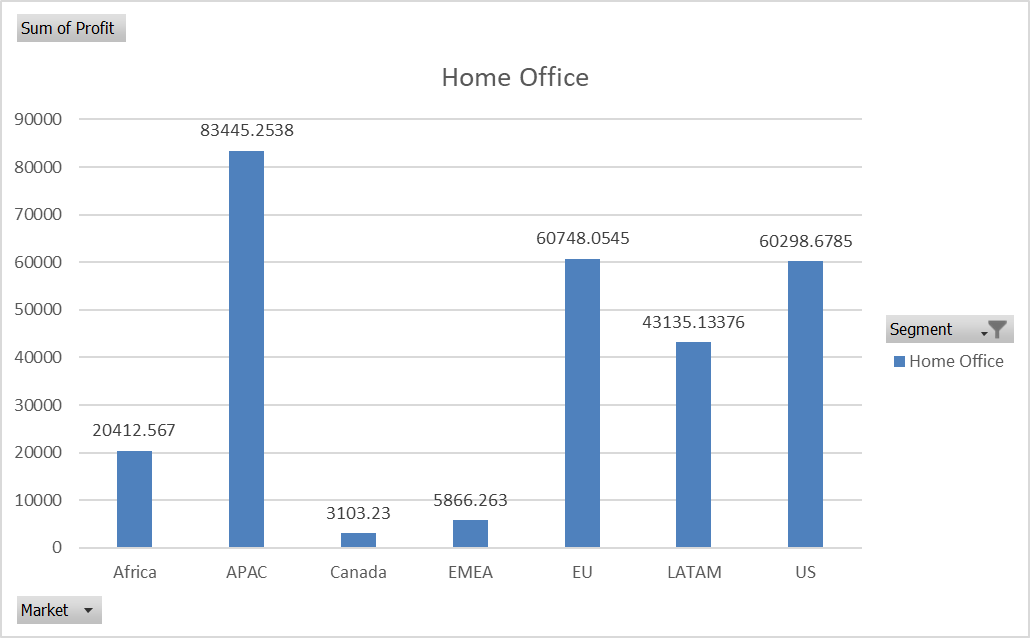 Sum of Profit
Home Office
90000
80000
70000
60000
50000
40000
30000
20000
10000
0
20412.567
83445.2538
3103.23
5866.263
60748.0545
43135.13376
60298.6785
Africa
APAC
Canada
EMEA
EU
LATAM
US
Segment
Home Office
Market